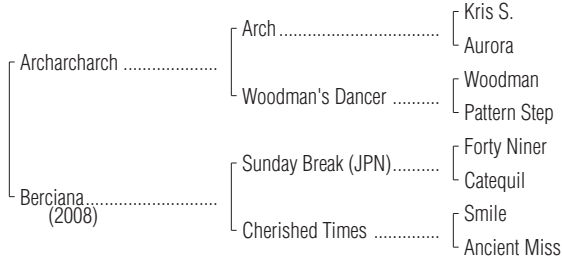 Kris S.
Arch..................................
Aurora
Archarcharch ....................
Woodman
Woodman's Dancer ..........
Pattern Step
Forty Niner
Sunday Break (JPN)..........
Catequil
Berciana............................
(2008)
Smile
Cherished Times ..............
Ancient Miss